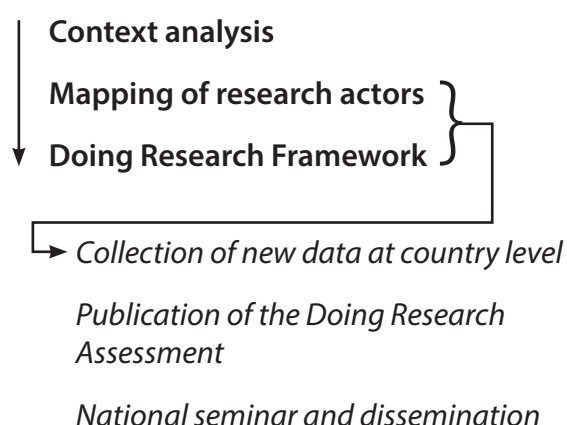 Context analysis
Mapping of research actors
Doing Research Framework
Collection of new data at country level
Publication of the Doing Research
Assessment
National seminar and dissemination